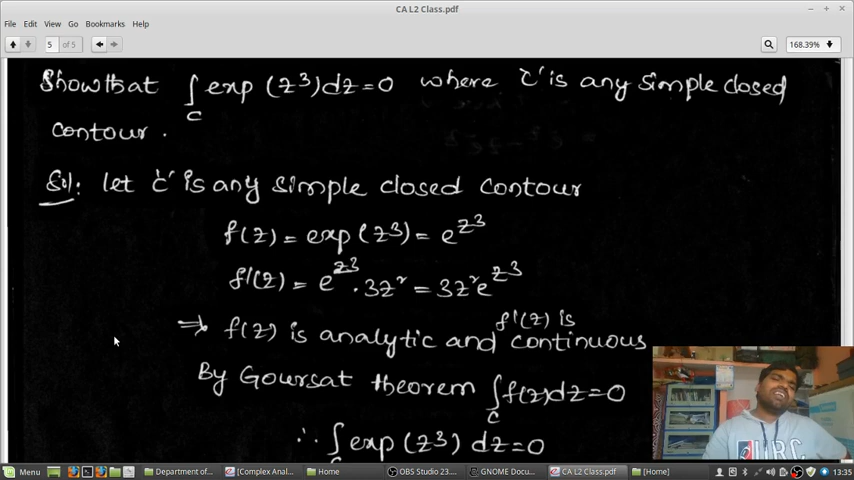 CA L2 Class.pdf
File Edit View Go Bookmarks Help
5 of 5 168.39%
Show that ∫_C exp (z³)dz=0 where 'c' is any simple closed
contour.
Sol: let 'c' is any simple closed contour
f(z) = exp (z³) = e^{z³}
f'(z) = e^{z³} · 3z² = 3z² e^{z³}
⇒ f(z) is analytic and f'(z) is continuous
By Goursat theorem ∫_C f(z)dz=0
∴ ∫_C exp (z³) dz=0
Menu Department of... [Complex Anal... Home OBS Studio 23.... GNOME Docu... CA L2 Class.pdf [Home] 13:35